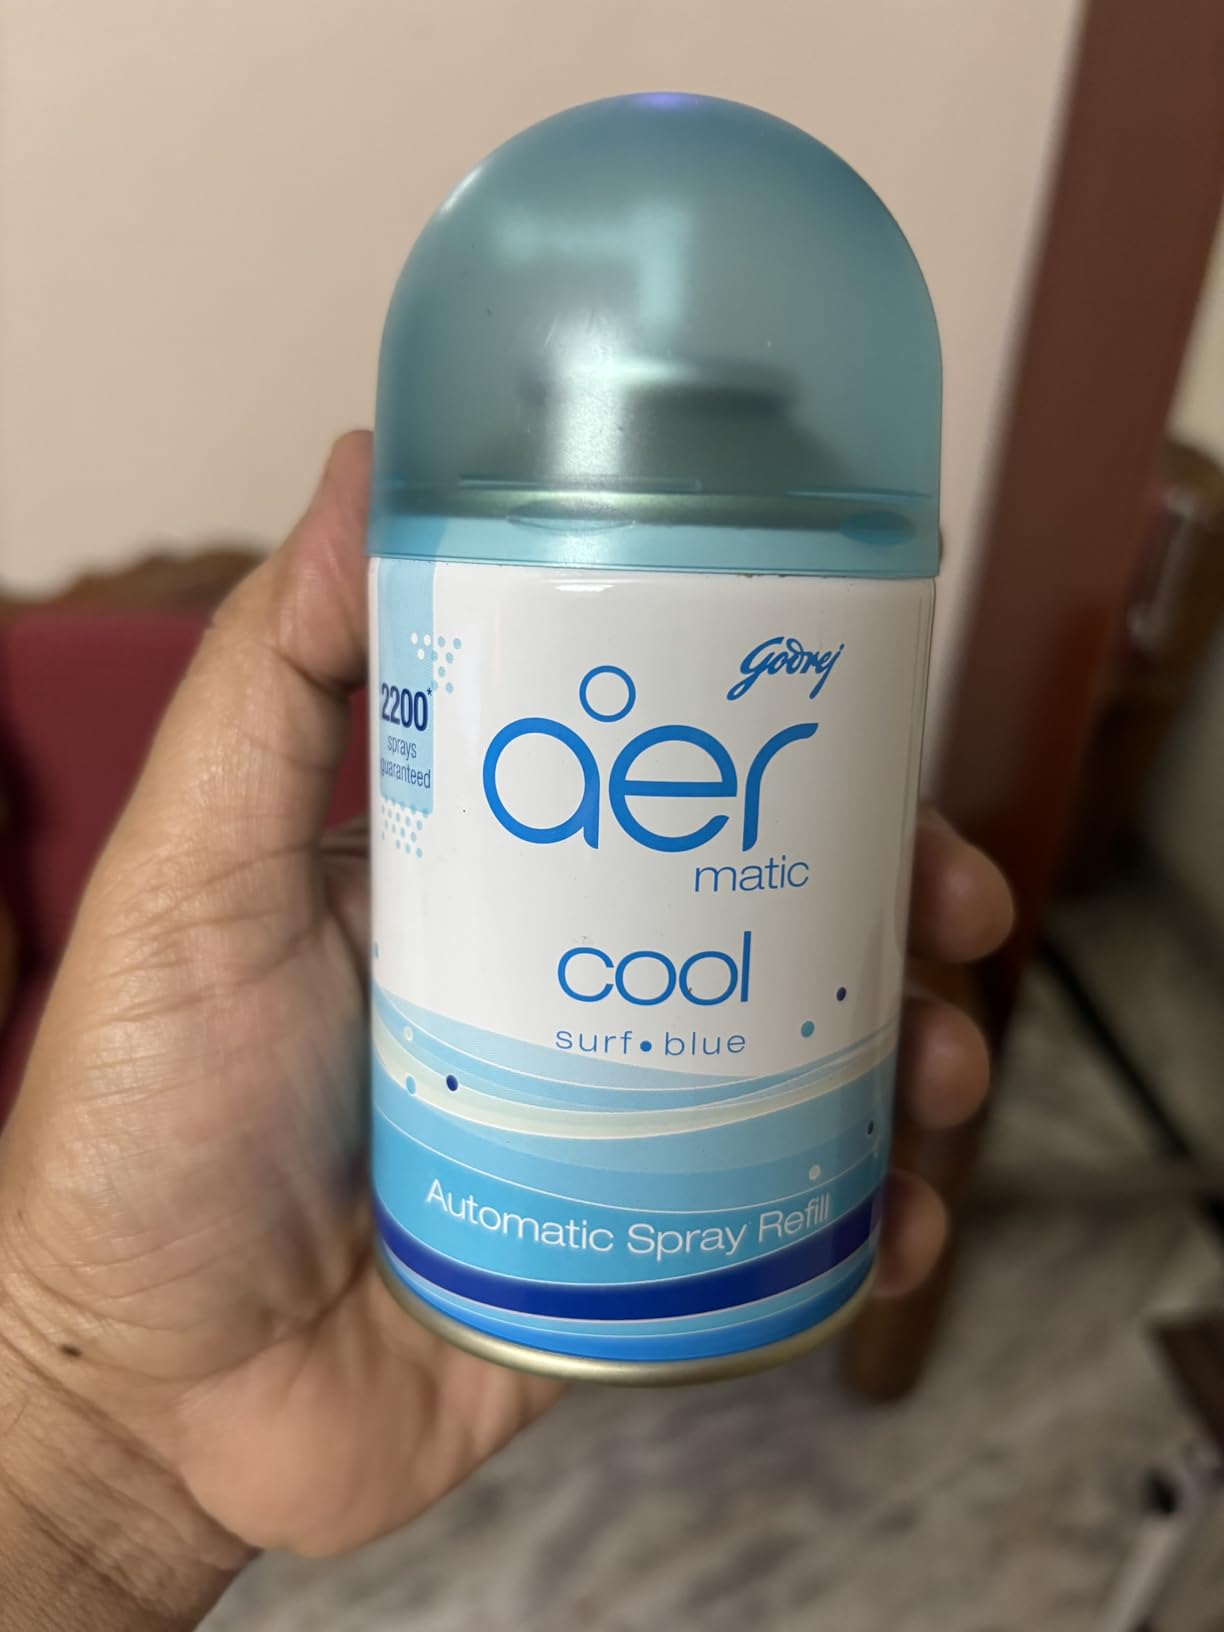 Godrej
aer
matic
2200*
sprays
guaranteed
cool
surf • blue
Automatic Spray Refill